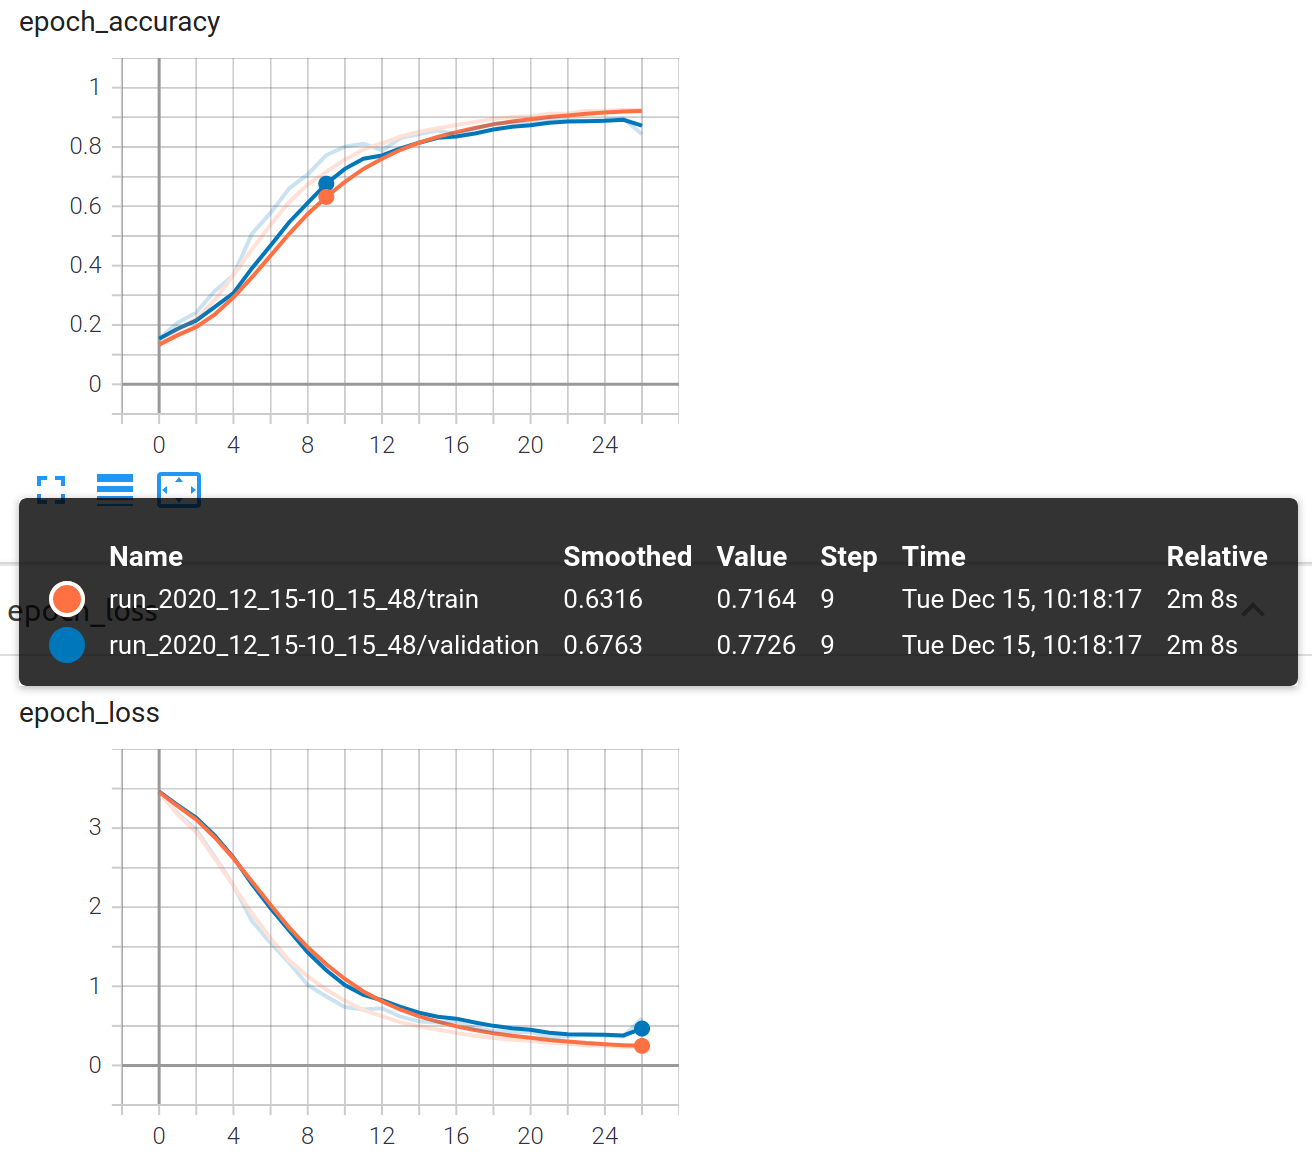 epoch_accuracy
1
0.8
0.6
0.4
0.2
0
0 4 8 12 16 20 24
Name Smoothed Value Step Time Relative
run_2020_12_15-10_15_48/train 0.6316 0.7164 9 Tue Dec 15, 10:18:17 2m 8s
epoch_loss
run_2020_12_15-10_15_48/validation 0.6763 0.7726 9 Tue Dec 15, 10:18:17 2m 8s
epoch_loss
3
2
1
0
0 4 8 12 16 20 24